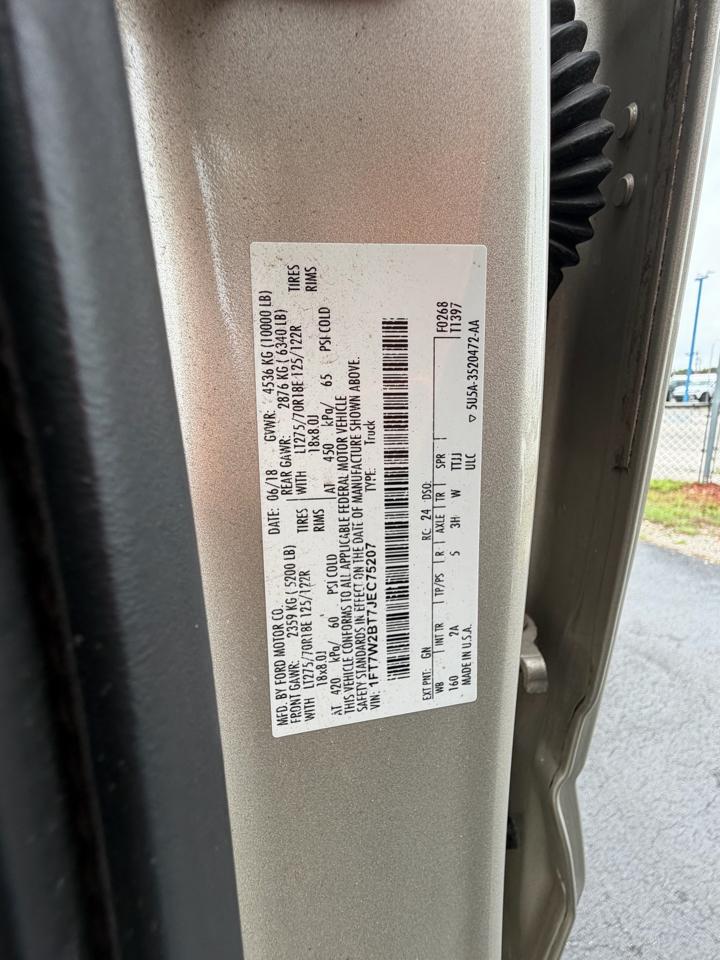 MFD. BY FORD MOTOR CO.
DATE: 06/18 GVWR: 4536 KG (10000 LB)
FRONT GAWR: 2359 KG ( 5200 LB)
REAR GAWR: 2876 KG ( 6340 LB)
WITH LT275/70R18E 125/122R TIRES
WITH LT275/70R18E 125/122R TIRES
18x8.0J RIMS
18x8.0J RIMS
AT 420 kPa/ 60 PSI COLD
AT 450 kPa/ 65 PSI COLD
THIS VEHICLE CONFORMS TO ALL APPLICABLE FEDERAL MOTOR VEHICLE
SAFETY STANDARDS IN EFFECT ON THE DATE OF MANUFACTURE SHOWN ABOVE.
VIN: 1FT7W2BT7JEC75207 TYPE: Truck
F0268
T1397
EXT PNT: GN RC: 24 DSO:
WB INT TR TP/PS R AXLE TR SPR
160 2A 5 3H W TTJJ
MADE IN U.S.A. ULC
5U5A-3520472-AA